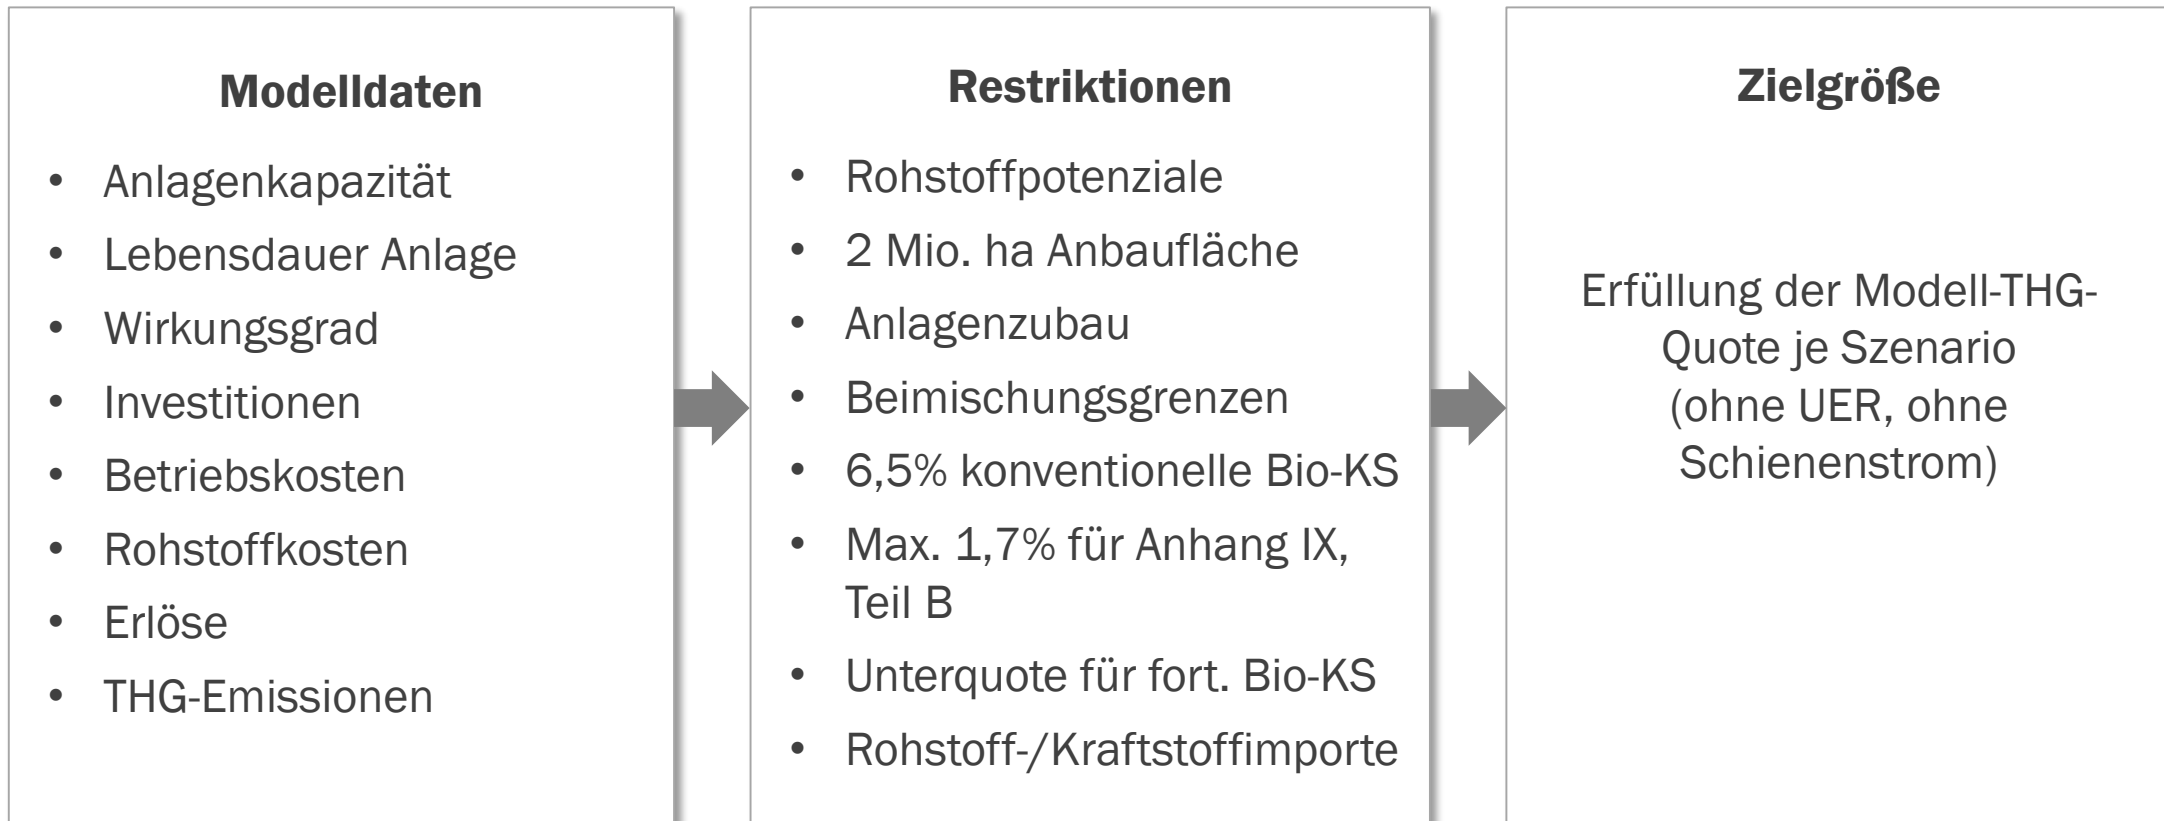 Modelldaten
• Anlagenkapazität
• Lebensdauer Anlage
• Wirkungsgrad
• Investitionen
• Betriebskosten
• Rohstoffkosten
• Erlöse
• THG-Emissionen
Restriktionen
• Rohstoffpotenziale
• 2 Mio. ha Anbaufläche
• Anlagenzubau
• Beimischungsgrenzen
• 6,5% konventionelle Bio-KS
• Max. 1,7% für Anhang IX,
Teil B
• Unterquote für fort. Bio-KS
• Rohstoff-/Kraftstoffimporte
Zielgröße
Erfüllung der Modell-THG-
Quote je Szenario
(ohne UER, ohne
Schienenstrom)